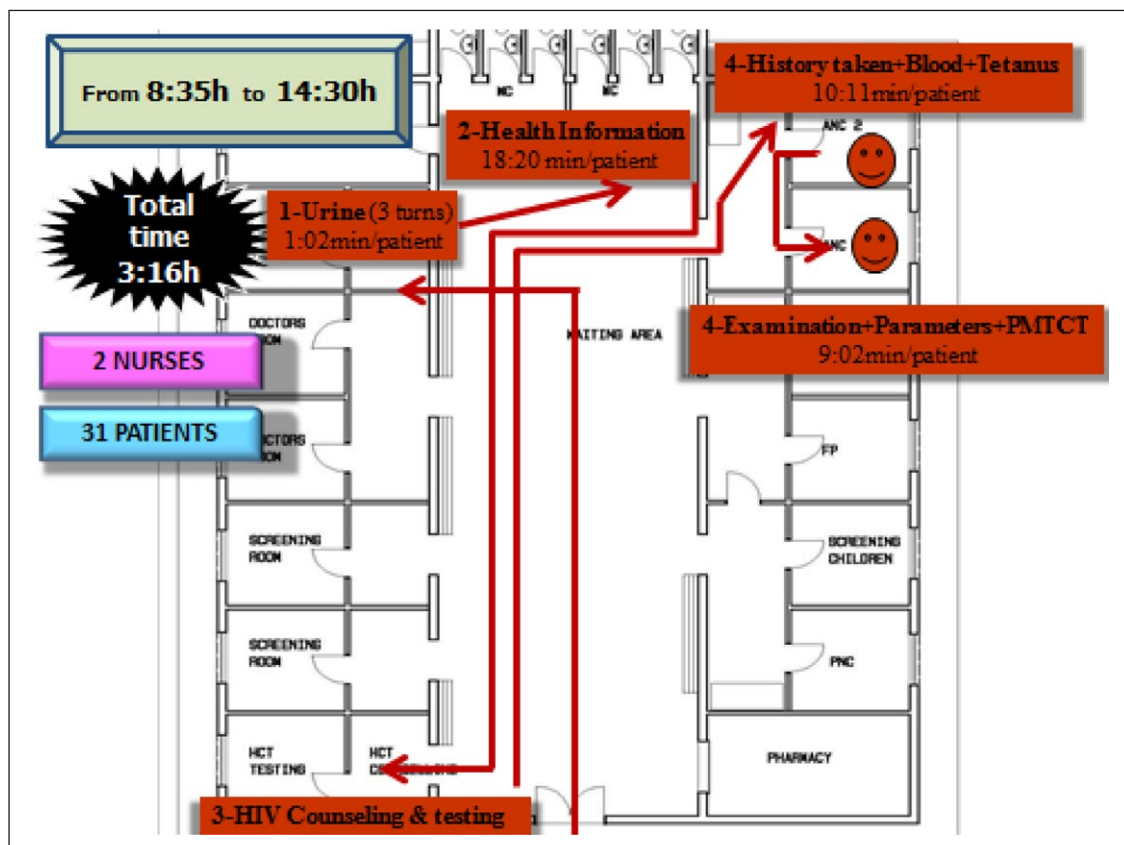 From 8:35h to 14:30h
WC
WC
4-History taken+Blood+Tetanus
10:11min/patient
ANC 2
2-Health Information
18:20 min/patient
Total
time
3:16h
1-Urine (3 turns)
1:02min/patient
ANC
4-Examination+Parameters+PMTCT
9:02min/patient
DOCTORS
WAITING AREA
2 NURSES
31 PATIENTS
FP
SCREENING
ROOM
SCREENING
CHILDREN
SCREENING
ROOM
PNC
HCT
TESTING
HCT
PHARMACY
3-HIV Counseling & testing